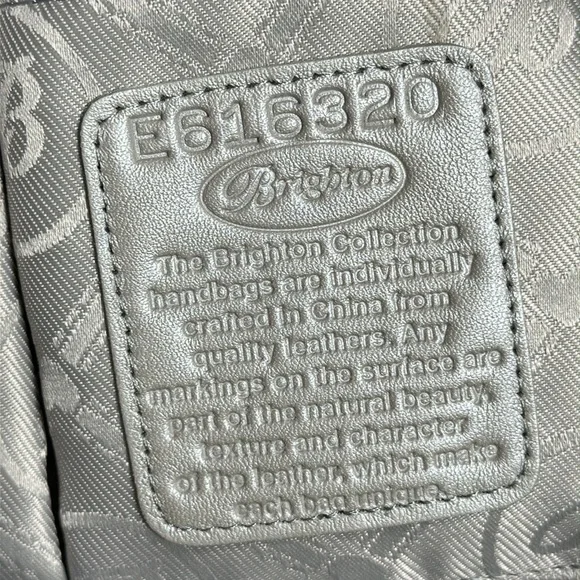 E616320
Brighton
The Brighton Collection
handbags are individually
crafted in China from
quality leathers. Any
markings on the surface are
part of the natural beauty,
texture and character
of the leather, which make
each bag unique.